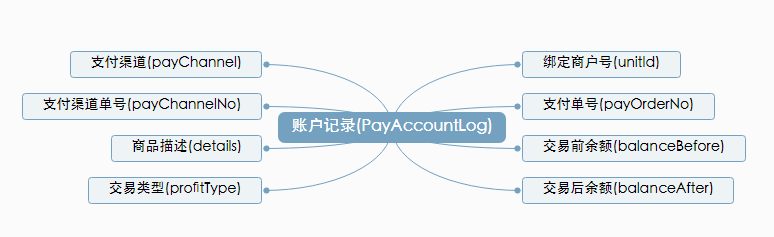 支付渠道(payChannel)
绑定商户号(unitId)
支付渠道单号(payChannelNo)
支付单号(payOrderNo)
账户记录(PayAccountLog)
商品描述(details)
交易前余额(balanceBefore)
交易类型(profitType)
交易后余额(balanceAfter)